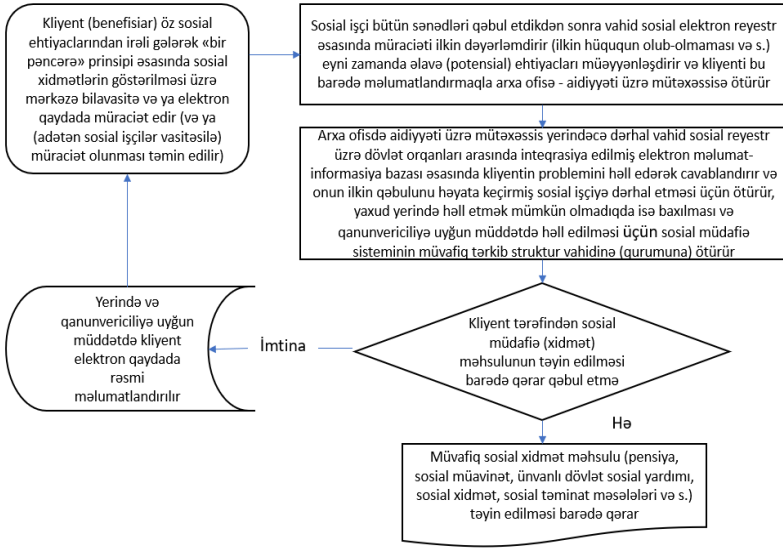 Kliyent (benefisiar) öz sosial
ehtiyaclarından irəli gələrək «bir
pəncərə» prinsipi əsasında sosial
xidmətlərin göstərilməsi üzrə
mərkəzə bilavasitə və ya elektron
qaydada müraciət edir (və ya
(adətən sosial işçilər vasitəsilə)
müraciət olunması təmin edilir)
Sosial işçi bütün sənədləri qəbul etdikdən sonra vahid sosial elektron reyestr
əsasında müraciəti ilkin dəyərləmdirir (ilkin hüququn olub-olmaması və s.)
eyni zamanda əlavə (potensial) ehtiyacları müəyyənləşdirir və kliyenti bu
barədə məlumatlandırmaqla arxa ofisə - aidiyyəti üzrə mütəxəssisə ötürür
Arxa ofisdə aidiyyəti üzrə mütəxəssis yerindəcə dərhal vahid sosial reyestr
üzrə dövlət orqanları arasında inteqrasiya edilmiş elektron məlumat-
informasiya bazası əsasında kliyentin problemini həll edərək cavablandırır və
onun ilkin qəbulunu həyata keçirmiş sosial işçiyə dərhal etməsi üçün ötürür,
yaxud yerində həll etmək mümkün olmadıqda isə baxılması və
qanunvericiliyə uyğun müddətdə həll edilməsi üçün sosial müdafiə
sisteminin müvafiq tərkib struktur vahidinə (qurumuna) ötürür
Kliyent tərəfindən sosial
müdafiə (xidmət)
məhsulunun təyin edilməsi
barədə qərar qəbul etmə
İmtina
Yerində və
qanunvericiliyə uyğun
müddətdə kliyent
elektron qaydada
rəsmi
məlumatlandırılır
Hə
Müvafiq sosial xidmət məhsulu (pensiya,
sosial müavinət, ünvanlı dövlət sosial yardımı,
sosial xidmət, sosial təminat məsələləri və s.)
təyin edilməsi barədə qərar